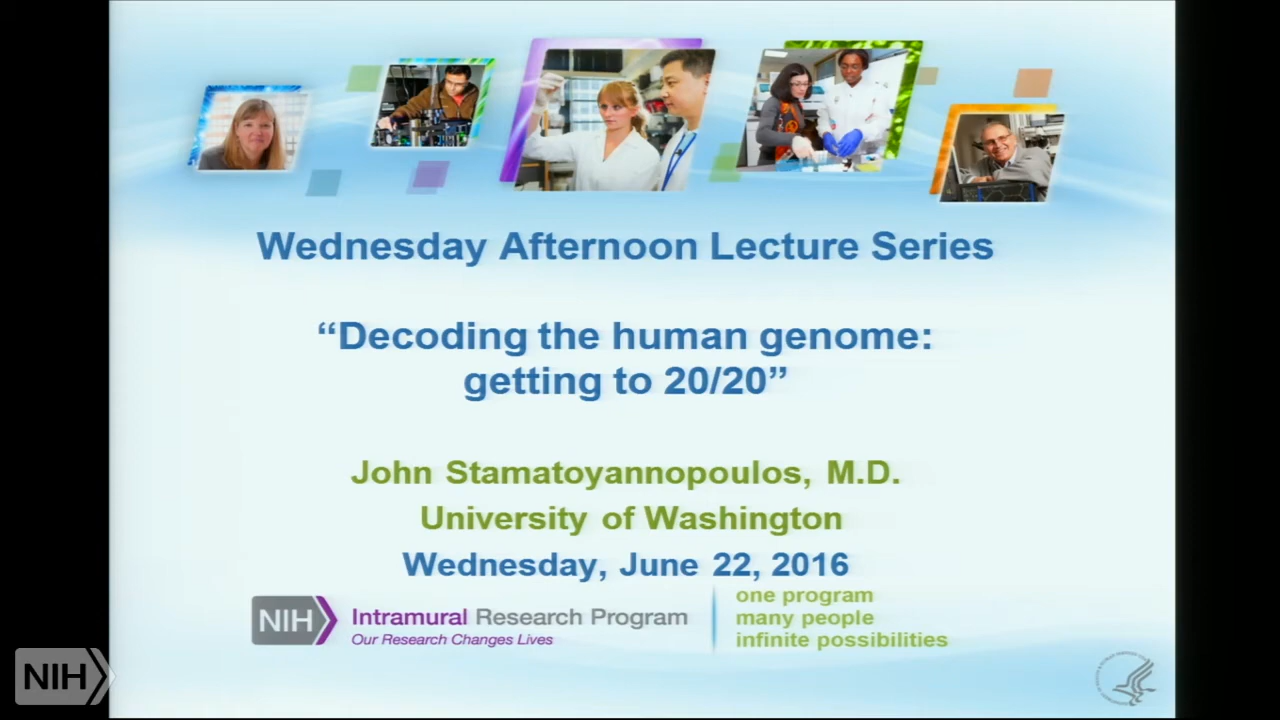 Wednesday Afternoon Lecture Series
“Decoding the human genome:
getting to 20/20”
John Stamatoyannopoulos, M.D.
University of Washington
Wednesday, June 22, 2016
NIH Intramural Research Program
Our Research Changes Lives
one program
many people
infinite possibilities
NIH